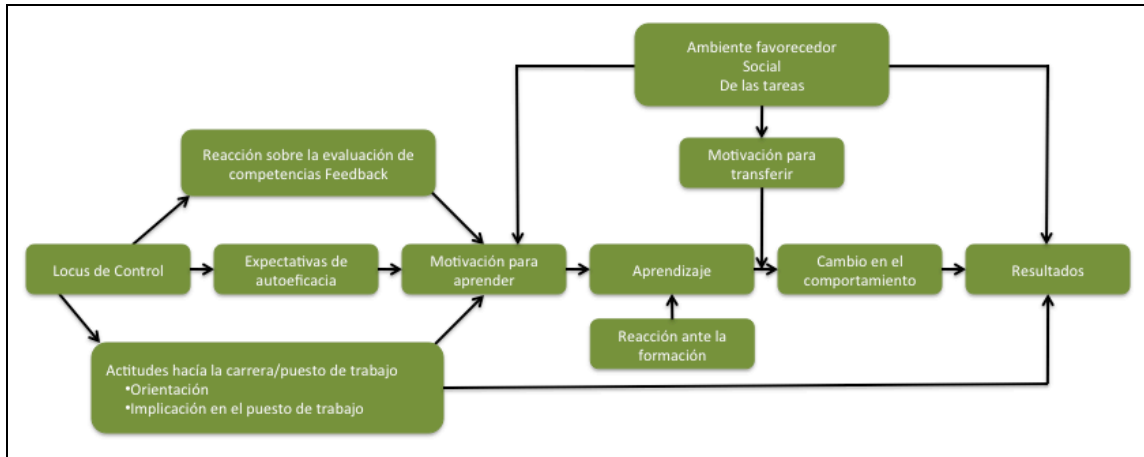 Ambiente favorecedor
Social
De las tareas
Reacción sobre la evaluación de
competencias Feedback
Motivación para
transferir
Locus de Control
Expectativas de
autoeficacia
Motivación para
aprender
Aprendizaje
Cambio en el
comportamiento
Resultados
Reacción ante la
formación
Actitudes hacía la carrera/puesto de trabajo
•Orientación
•Implicación en el puesto de trabajo